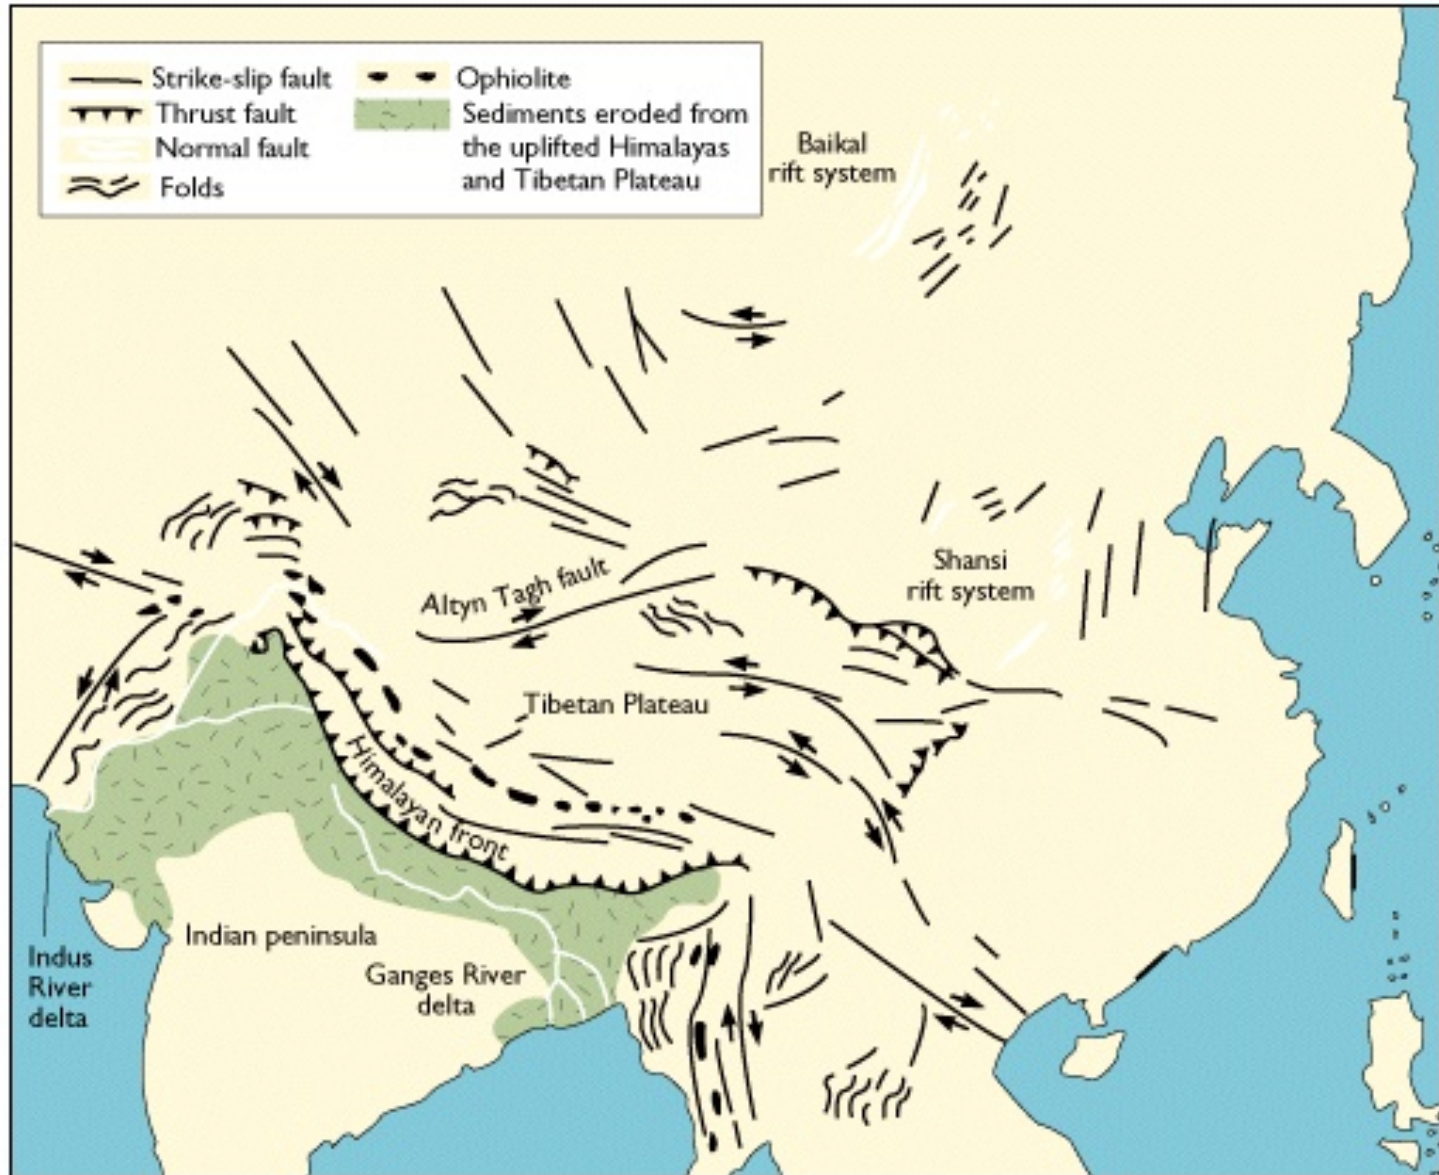 Strike-slip fault
Thrust fault
Normal fault
Folds
Ophiolite
Sediments eroded from
the uplifted Himalayas
and Tibetan Plateau
Baikal
rift system
Altyn Tagh fault
Shansi
rift system
Tibetan Plateau
Himalayan front
Indian peninsula
Ganges River
delta
Indus
River
delta